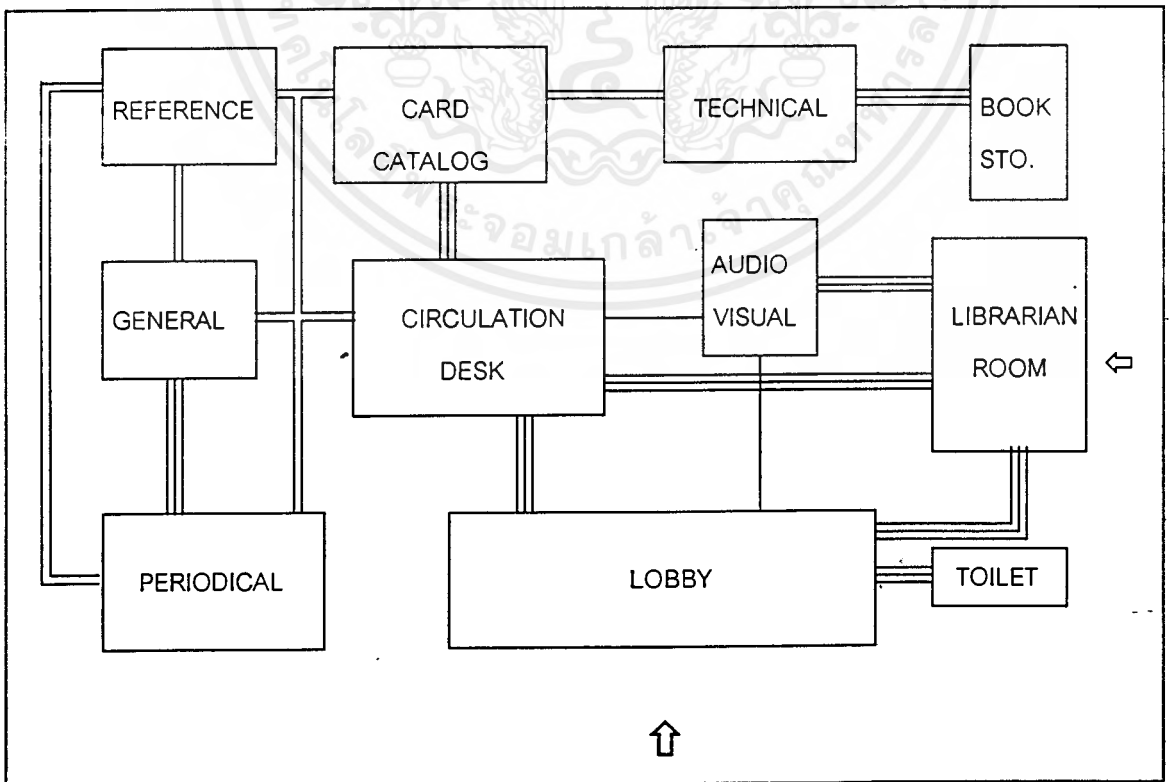 REFERENCE
CARD
CATALOG
TECHNICAL
BOOK
STO.
GENERAL
CIRCULATION
DESK
AUDIO
VISUAL
LIBRARIAN
ROOM
PERIODICAL
LOBBY
TOILET